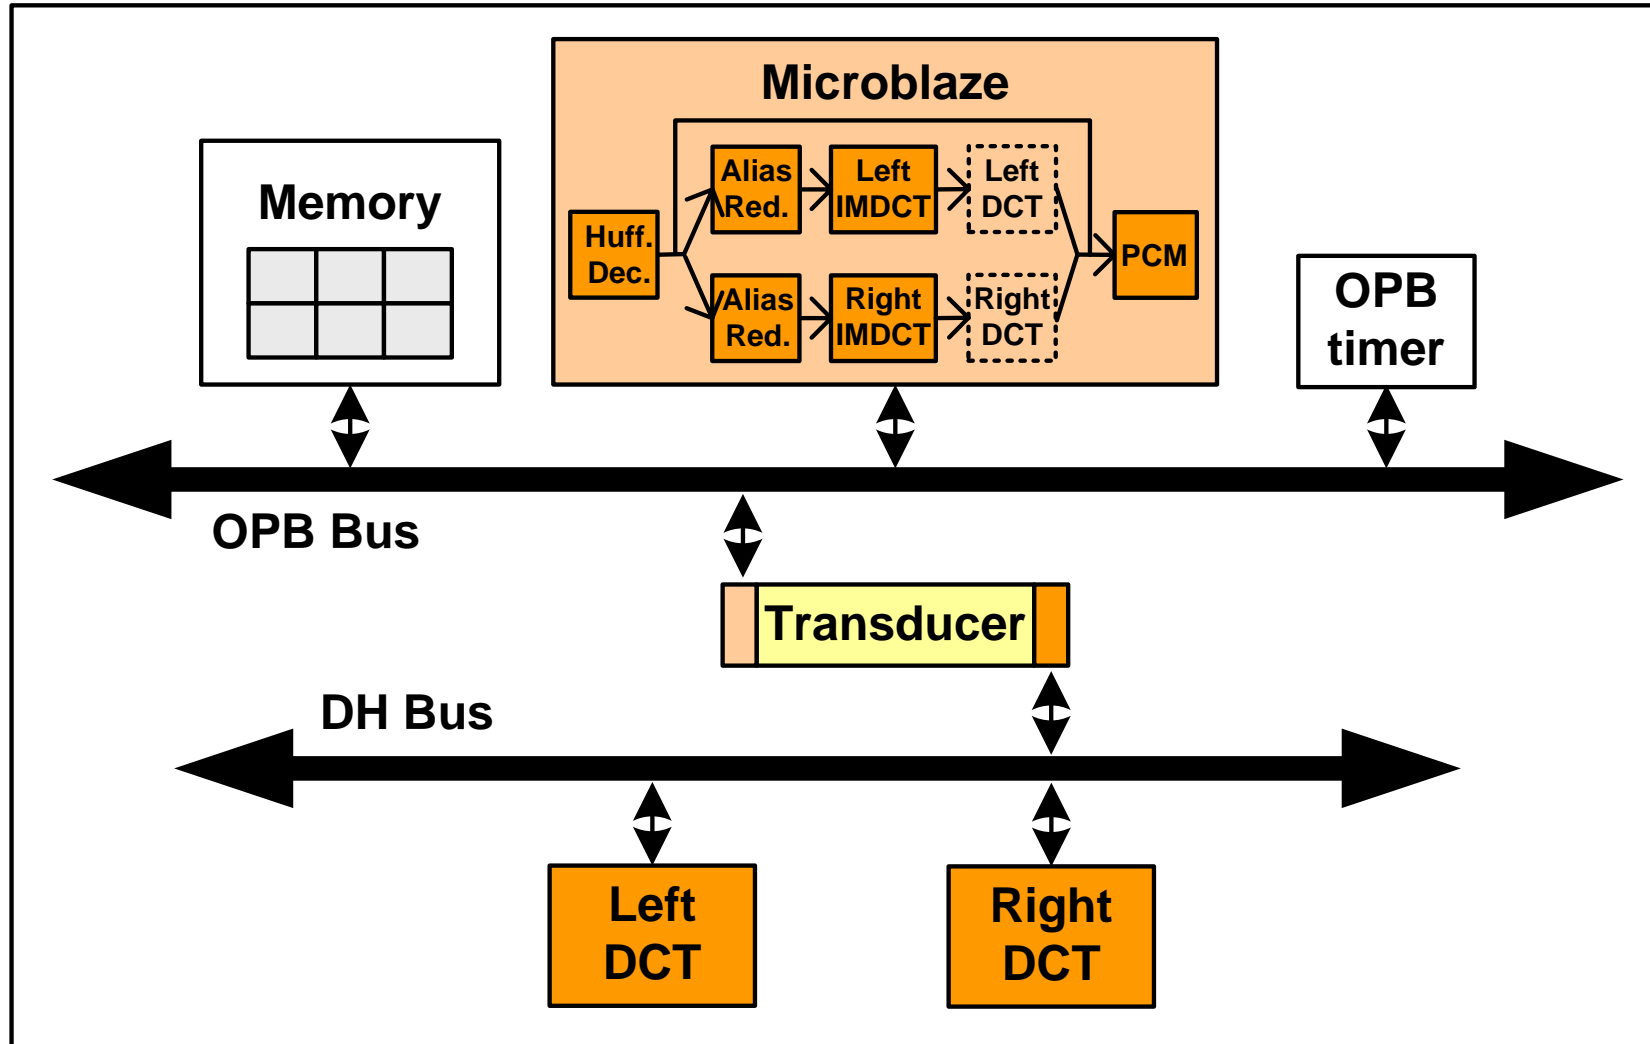 Microblaze
Memory
Alias
Red.
Left
IMDCT
Left
DCT
Huff.
Dec.
PCM
Alias
Red.
Right
IMDCT
Right
DCT
OPB
timer
OPB Bus
Transducer
DH Bus
Left
DCT
Right
DCT